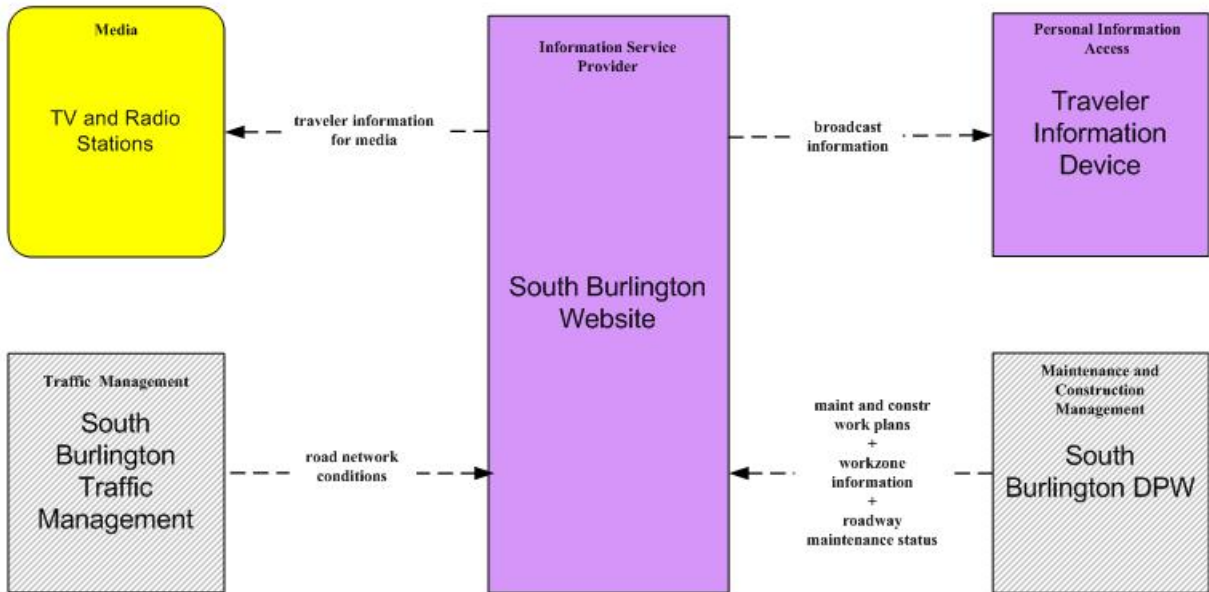 Media
TV and Radio
Stations
traveler information
for media
Information Service
Provider
South Burlington
Website
broadcast
information
Personal Information
Access
Traveler
Information
Device
Traffic Management
South
Burlington
Traffic
Management
road network
conditions
maint and constr
work plans
+
workzone
information
+
roadway
maintenance status
Maintenance and
Construction
Management
South
Burlington DPW